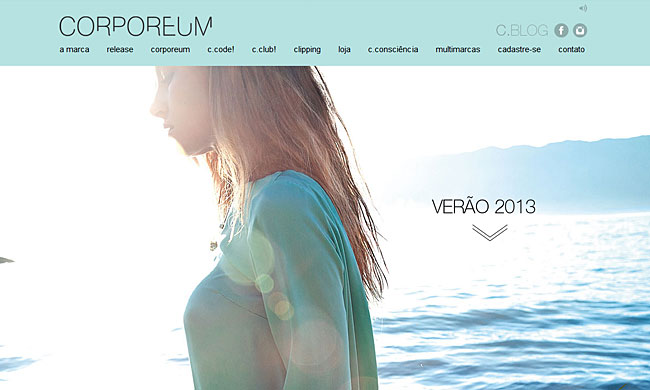 CORPOREUM
C.BLOG
a marca release corporeum c.code! c.club! clipping loja c.consciência multimarcas cadastre-se contato
VERÃO 2013